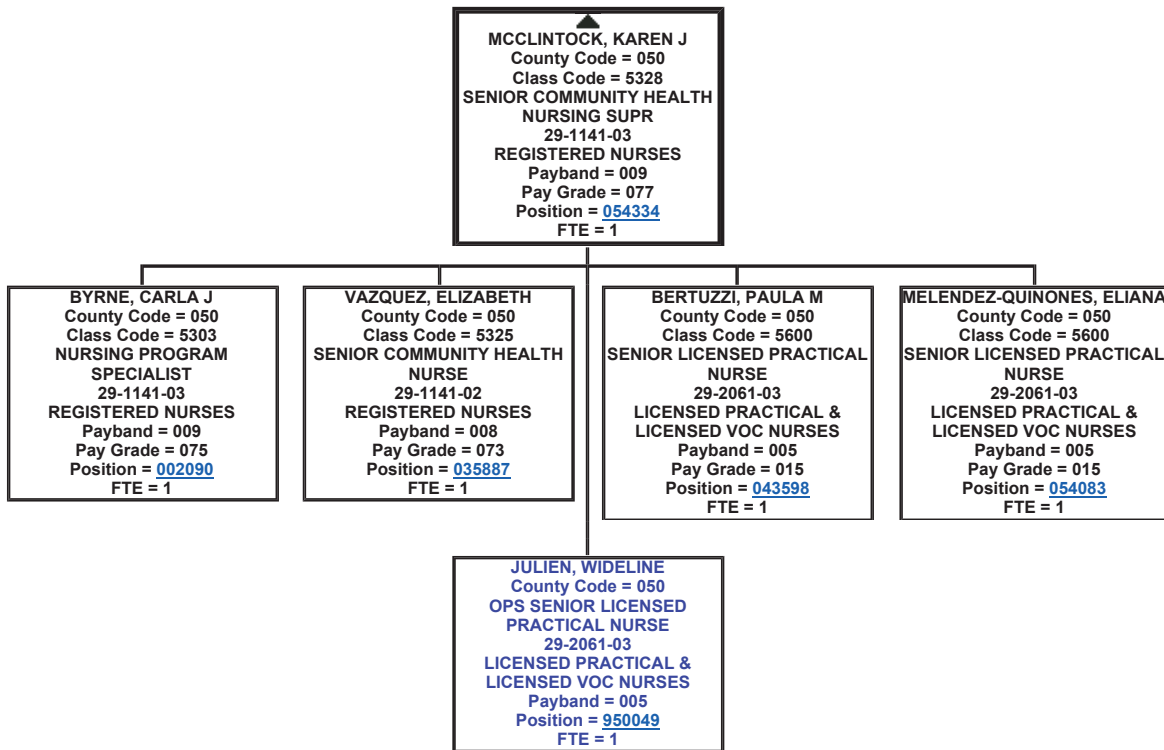 MCCLINTOCK, KAREN J
County Code = 050
Class Code = 5328
SENIOR COMMUNITY HEALTH
NURSING SUPR
29-1141-03
REGISTERED NURSES
Payband = 009
Pay Grade = 077
Position = 054334
FTE = 1
BYRNE, CARLA J
County Code = 050
Class Code = 5303
NURSING PROGRAM
SPECIALIST
29-1141-03
REGISTERED NURSES
Payband = 009
Pay Grade = 075
Position = 002090
FTE = 1
VAZQUEZ, ELIZABETH
County Code = 050
Class Code = 5325
SENIOR COMMUNITY HEALTH
NURSE
29-1141-02
REGISTERED NURSES
Payband = 008
Pay Grade = 073
Position = 035887
FTE = 1
BERTUZZI, PAULA M
County Code = 050
Class Code = 5600
SENIOR LICENSED PRACTICAL
NURSE
29-2061-03
LICENSED PRACTICAL &
LICENSED VOC NURSES
Payband = 005
Pay Grade = 015
Position = 043598
FTE = 1
MELENDEZ-QUINONES, ELIANA
County Code = 050
Class Code = 5600
SENIOR LICENSED PRACTICAL
NURSE
29-2061-03
LICENSED PRACTICAL &
LICENSED VOC NURSES
Payband = 005
Pay Grade = 015
Position = 054083
FTE = 1
JULIEN, WIDELINE
County Code = 050
OPS SENIOR LICENSED
PRACTICAL NURSE
29-2061-03
LICENSED PRACTICAL &
LICENSED VOC NURSES
Payband = 005
Position = 950049
FTE = 1